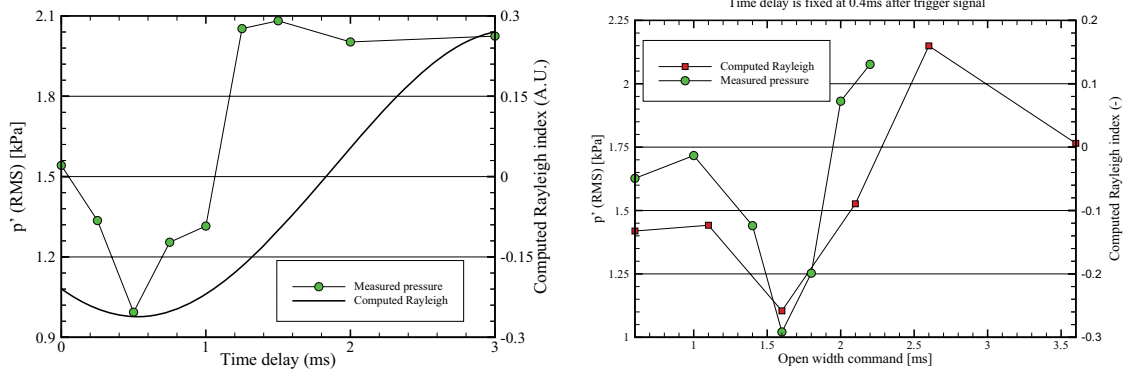 2.1
1.8
1.5
1.2
0.9
p' (RMS) [kPa]
0
1
2
3
Time delay (ms)
0.3
0.15
0
-0.15
-0.3
Computed Rayleigh index (A.U.)
Measured pressure
Computed Rayleigh
Time delay is fixed at 0.4ms after trigger signal
2.25
2
1.75
1.5
1.25
1
p' (RMS) [kPa]
1
1.5
2
2.5
3
3.5
Open width command [ms]
0.2
0.1
0
-0.1
-0.2
-0.3
Computed Rayleigh index (-)
Computed Rayleigh
Measured pressure